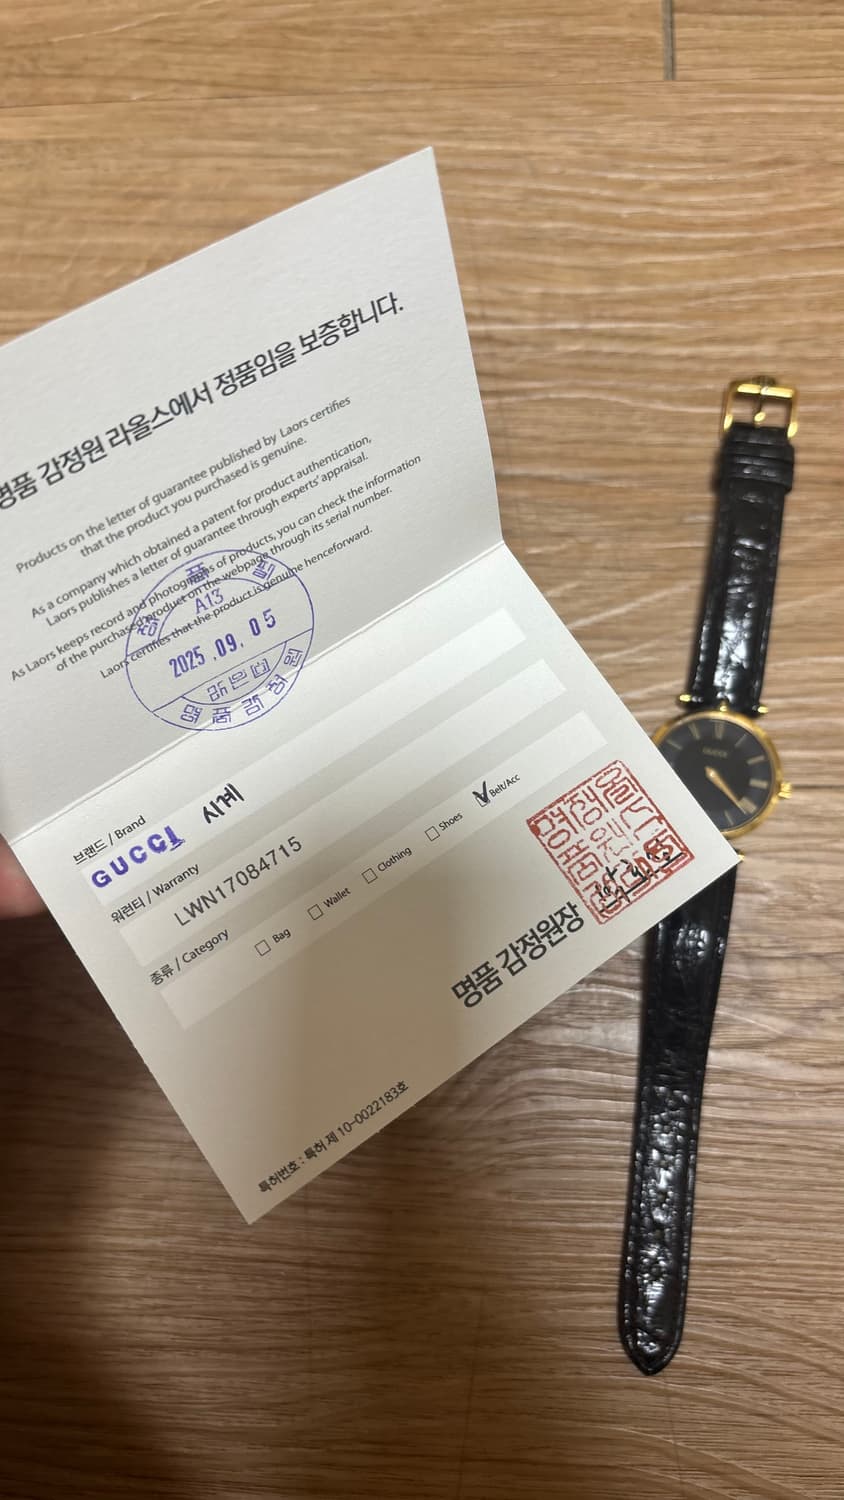 명품 감정원 라올스에서 정품임을 보증합니다.
Products on the letter of guarantee published by Laors certifies
that the product you purchased is genuine.
As a company which obtained a patent for product authentication,
Laors publishes a letter of guarantee through experts' appraisal.
As Laors keeps record and photographs of products, you can check the information
of the purchased product on the webpage through its serial number.
Laors certifies that the product is genuine henceforward.
정 품 필
A13
2025.09.05
명품감정원
브랜드 / Brand
GUCCI 시계
워런티 / Warranty
LWN17084715
종류 / Category
Bag
Wallet
Clothing
Shoes
Belt/Acc
명품 감정원장
특허번호 : 특허 제 10-0022183호
GUCCI